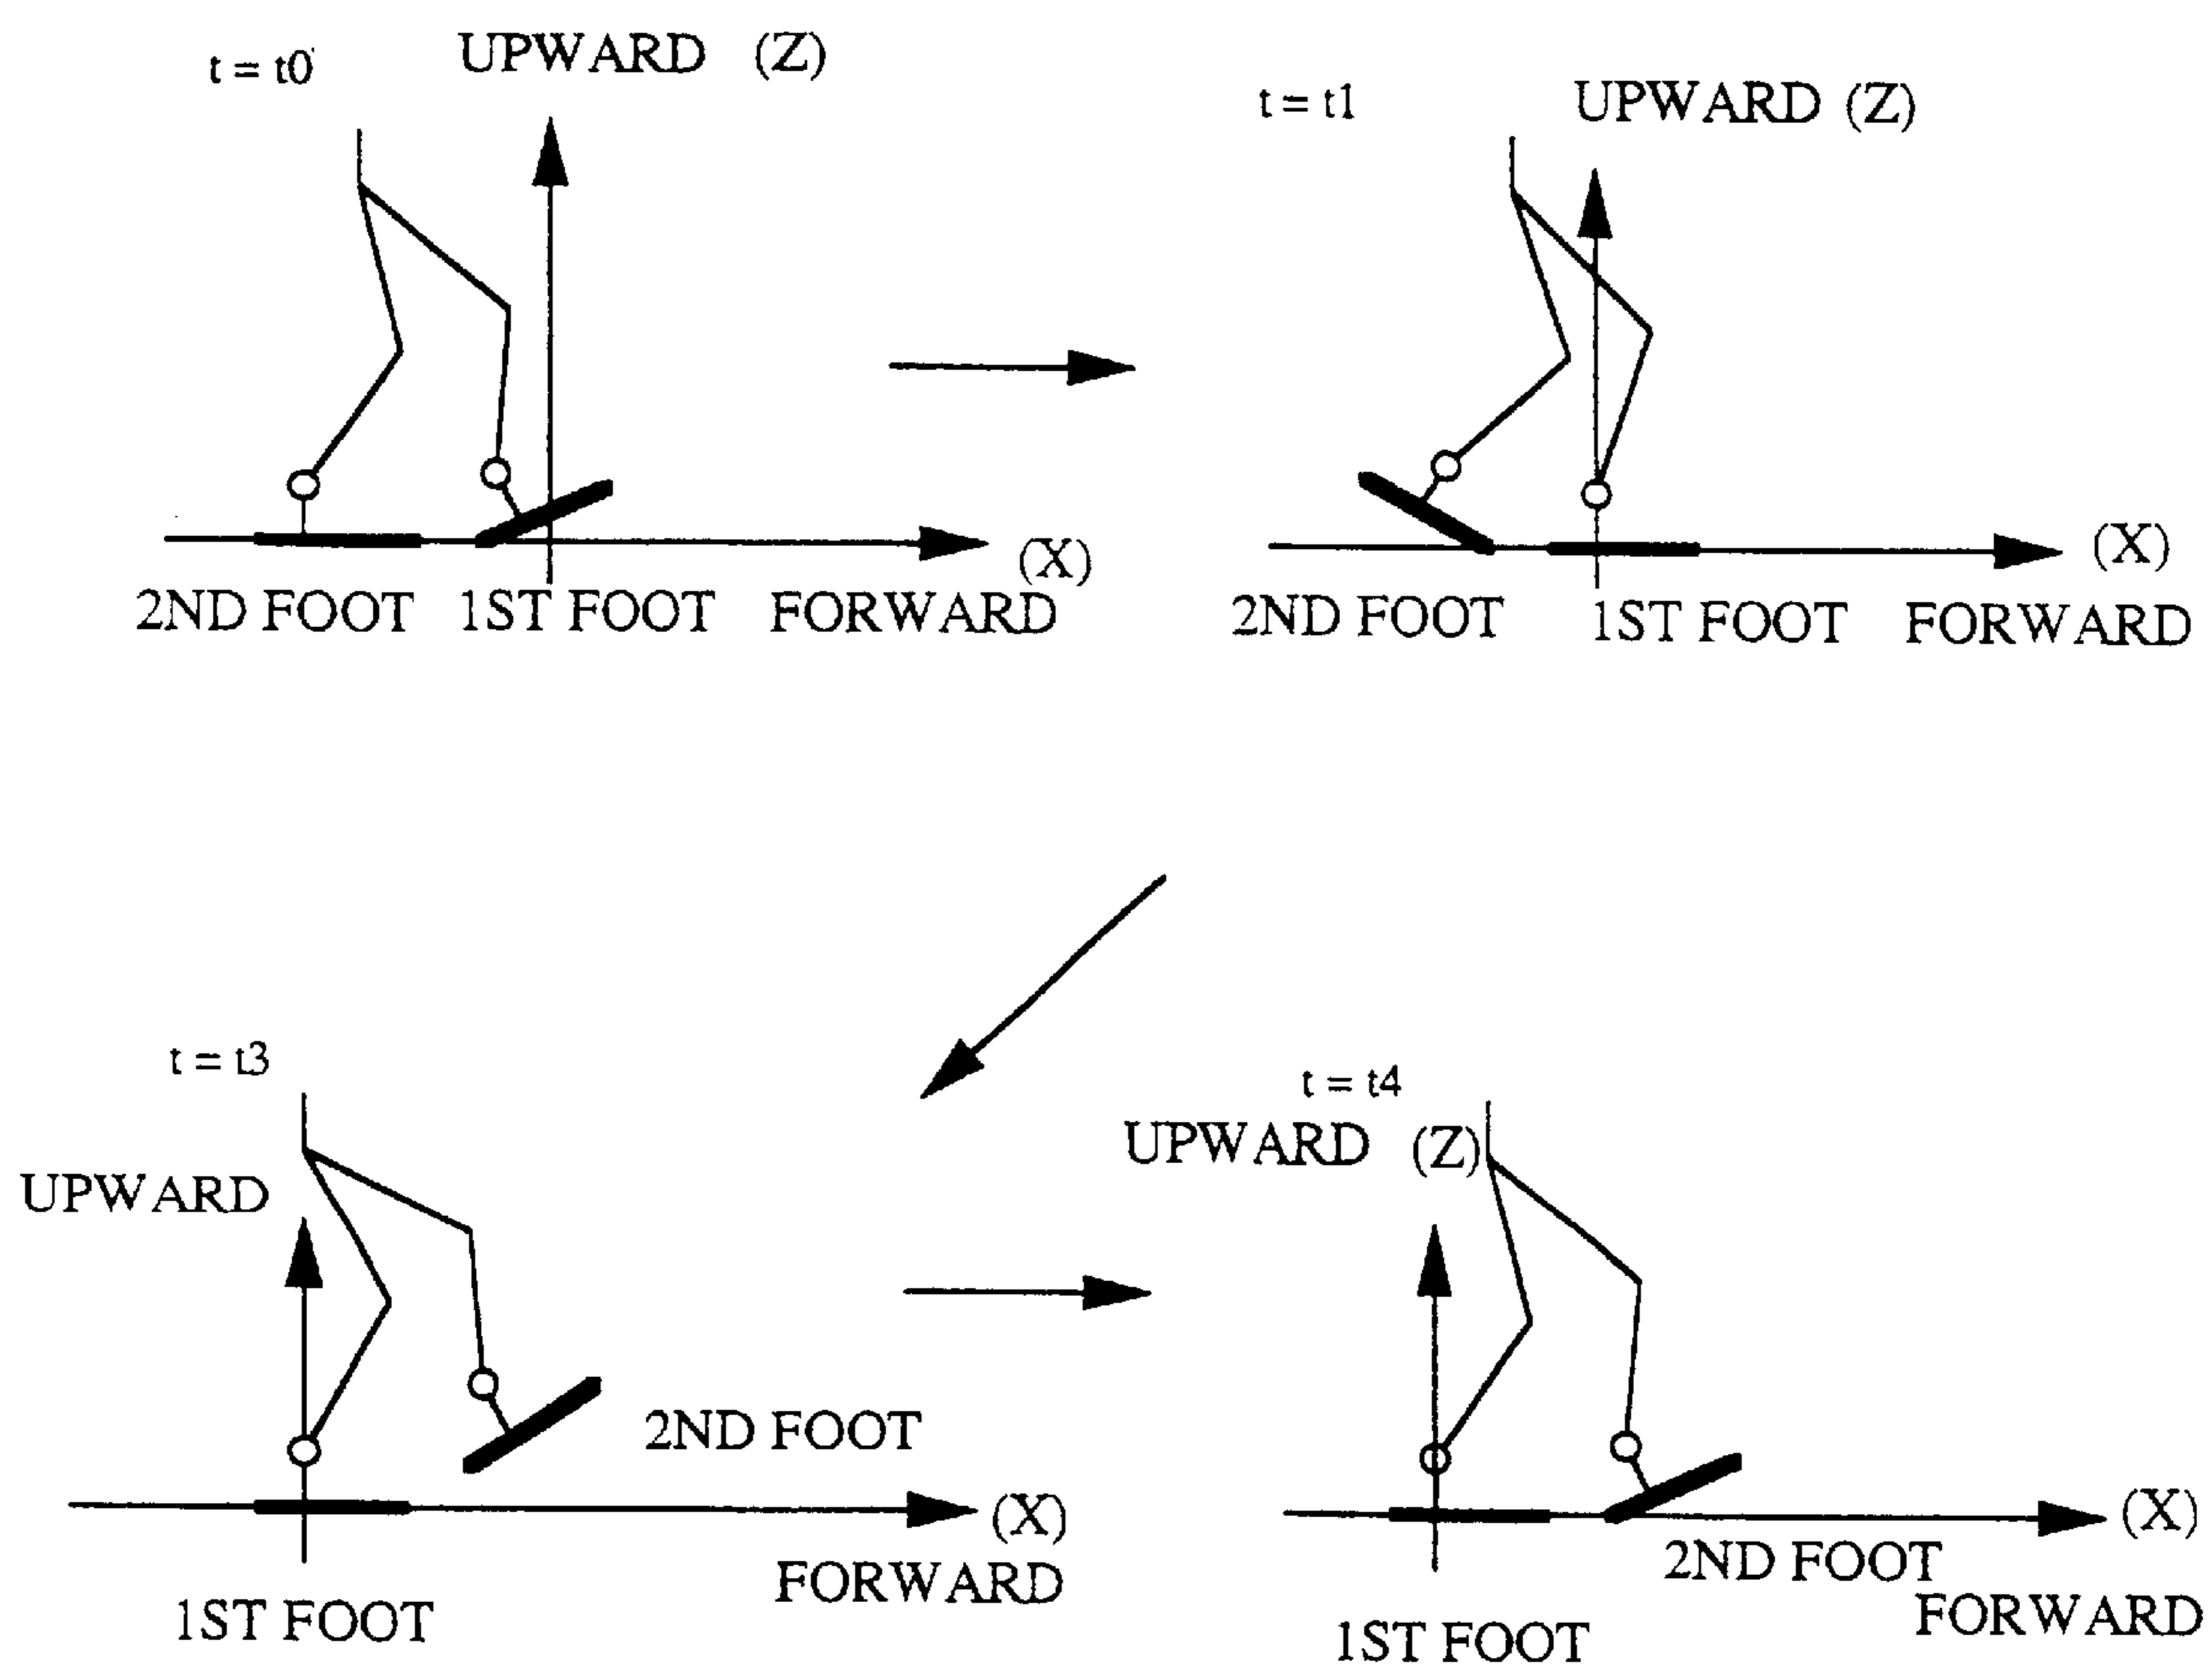 t = t0
UPWARD (Z)
(X)
2ND FOOT 1ST FOOT FORWARD
t = t1
UPWARD (Z)
(X)
2ND FOOT 1ST FOOT FORWARD
t = t3
UPWARD
2ND FOOT
(X)
FORWARD
1ST FOOT
t = t4
UPWARD (Z)
(X)
2ND FOOT
FORWARD
1ST FOOT